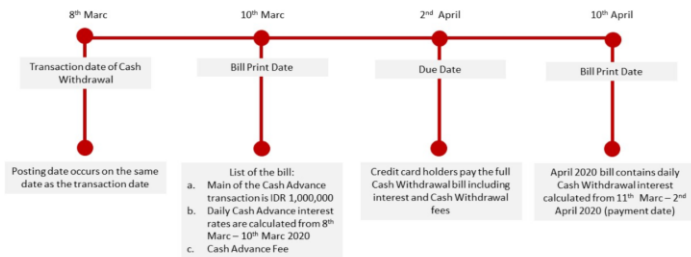 8th Marc
10th Marc
2nd April
10th April
Transaction date of Cash
Withdrawal
Bill Print Date
Due Date
Bill Print Date
Posting date occurs on the same
date as the transaction date
List of the bill:
a. Main of the Cash Advance
transaction is IDR 1,000,000
b. Daily Cash Advance interest
rates are calculated from 8th
Marc – 10th Marc 2020
c. Cash Advance Fee
Credit card holders pay the full
Cash Withdrawal bill including
interest and Cash Withdrawal
fees
April 2020 bill contains daily
Cash Withdrawal interest
calculated from 11th Marc – 2nd
April 2020 (payment date)